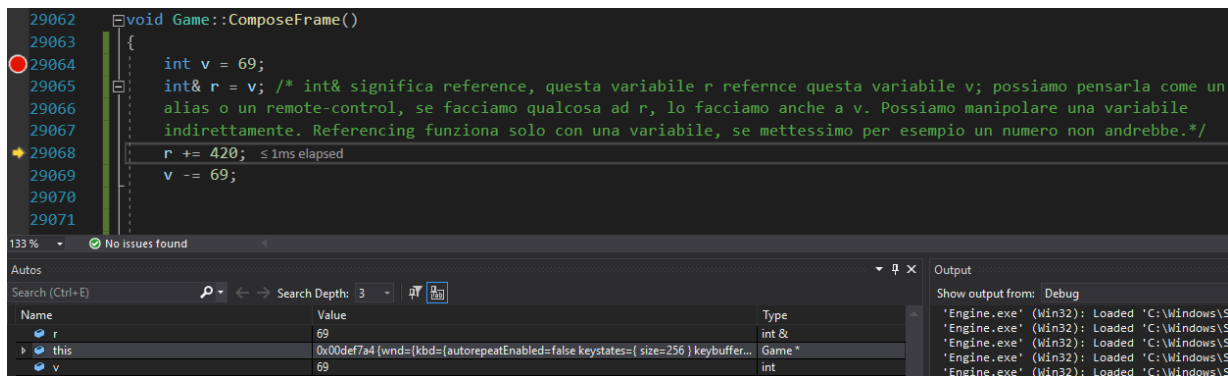 29062 void Game::ComposeFrame()
29063 {
29064 int v = 69;
29065 int& r = v; /* int& significa reference, questa variabile r refernce questa variabile v; possiamo pensarla come un
29066 alias o un remote-control, se facciamo qualcosa ad r, lo facciamo anche a v. Possiamo manipolare una variabile
29067 indirettamente. Referencing funziona solo con una variabile, se mettessimo per esempio un numero non andrebbe.*/
29068 r += 420; ≤ 1ms elapsed
29069 v -= 69;
29070
29071
133 % No issues found
Autos
Search (Ctrl+E) Search Depth: 3
Name Value Type
r 69 int &
this 0x00def7a4 {wnd={kbd={autorepeatEnabled=false keystates={ size=256 } keybuffer... Game *
v 69 int
Output
Show output from: Debug
'Engine.exe' (Win32): Loaded 'C:\Windows\S
'Engine.exe' (Win32): Loaded 'C:\Windows\S
'Engine.exe' (Win32): Loaded 'C:\Windows\S
'Engine.exe' (Win32): Loaded 'C:\Windows\S
'Engine.exe' (Win32): Loaded 'C:\Windows\S